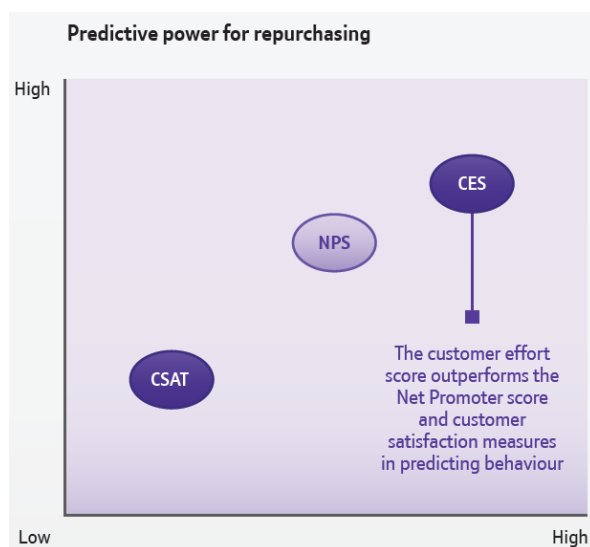 Predictive power for repurchasing
High
CES
NPS
CSAT
The customer effort
score outperforms the
Net Promoter score
and customer
satisfaction measures
in predicting behaviour
Low
High